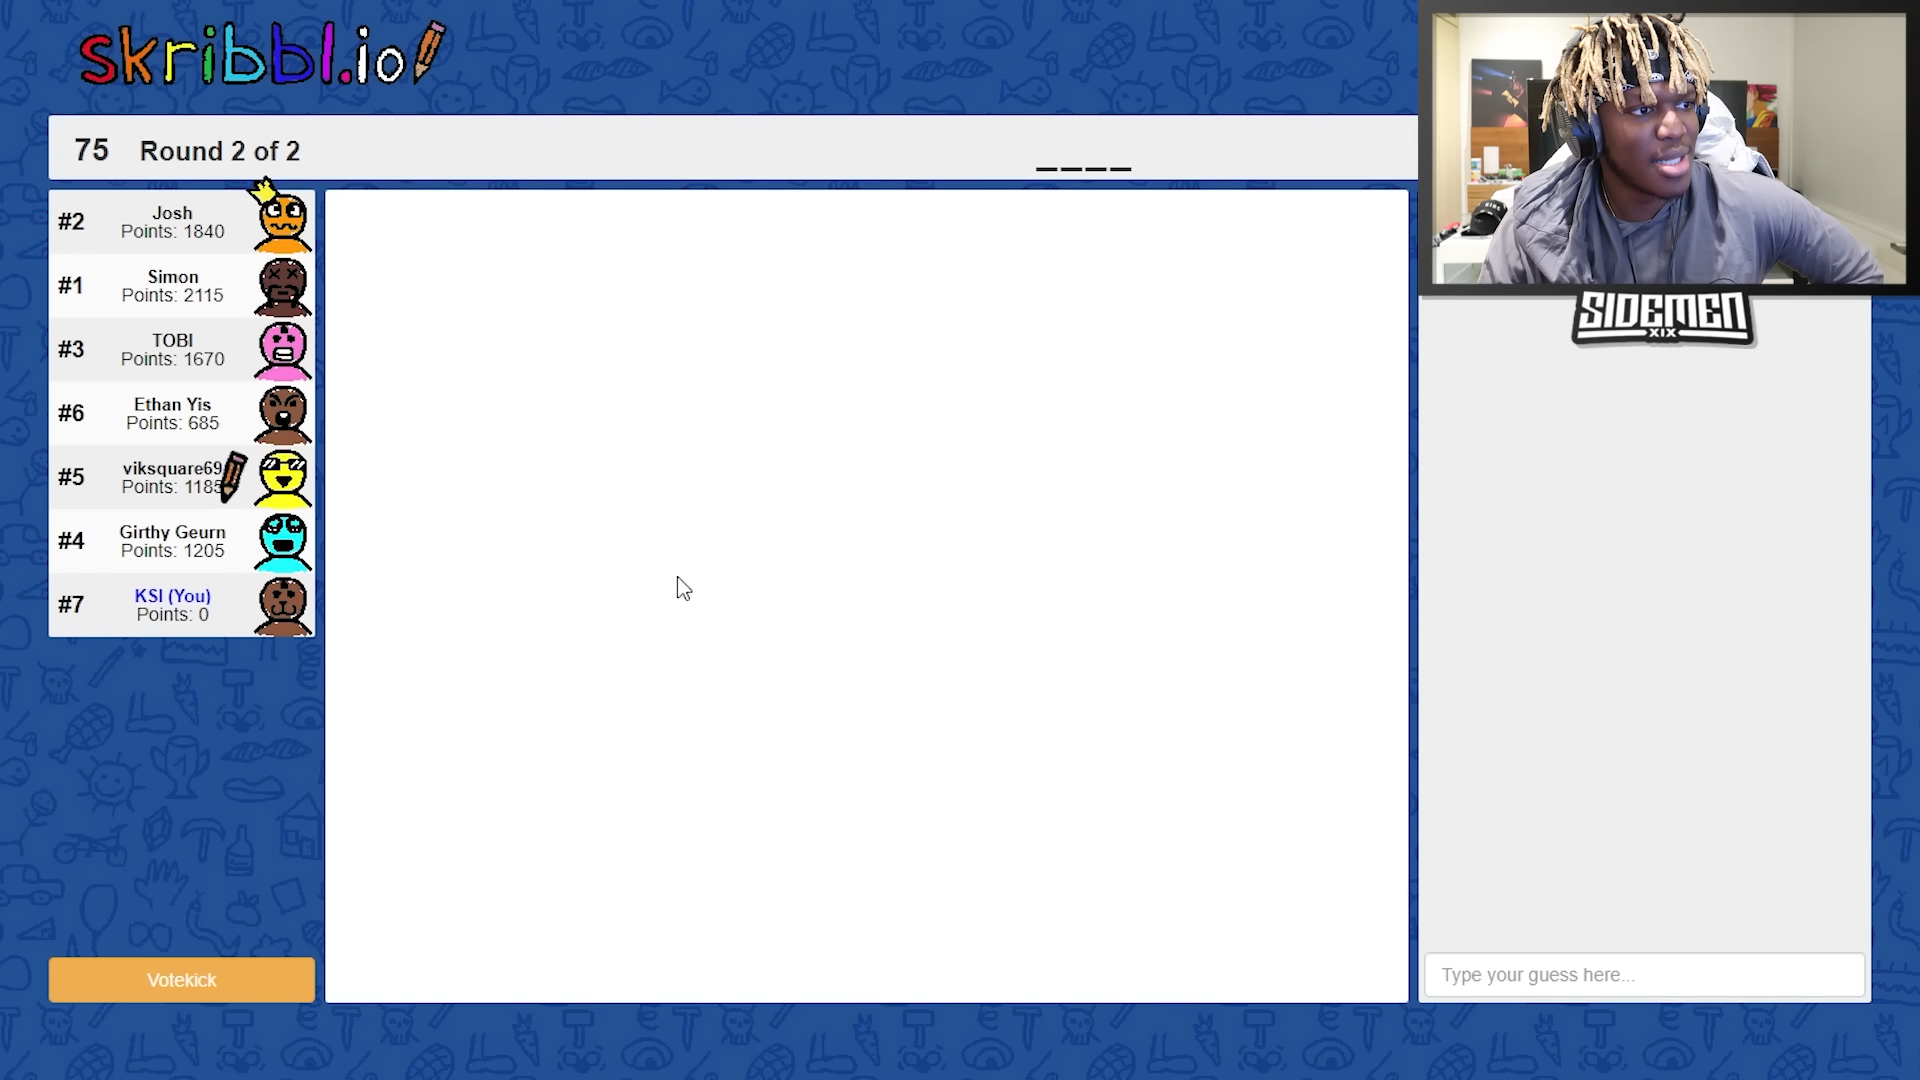 skribbl.io
75 Round 2 of 2
#2 Josh
Points: 1840
#1 Simon
Points: 2115
#3 TOBI
Points: 1670
#6 Ethan Yis
Points: 685
#5 viksquare69
Points: 1185
#4 Girthy Geurn
Points: 1205
#7 KSI (You)
Points: 0
Votekick
SIDEMEN
XIX
Type your guess here...